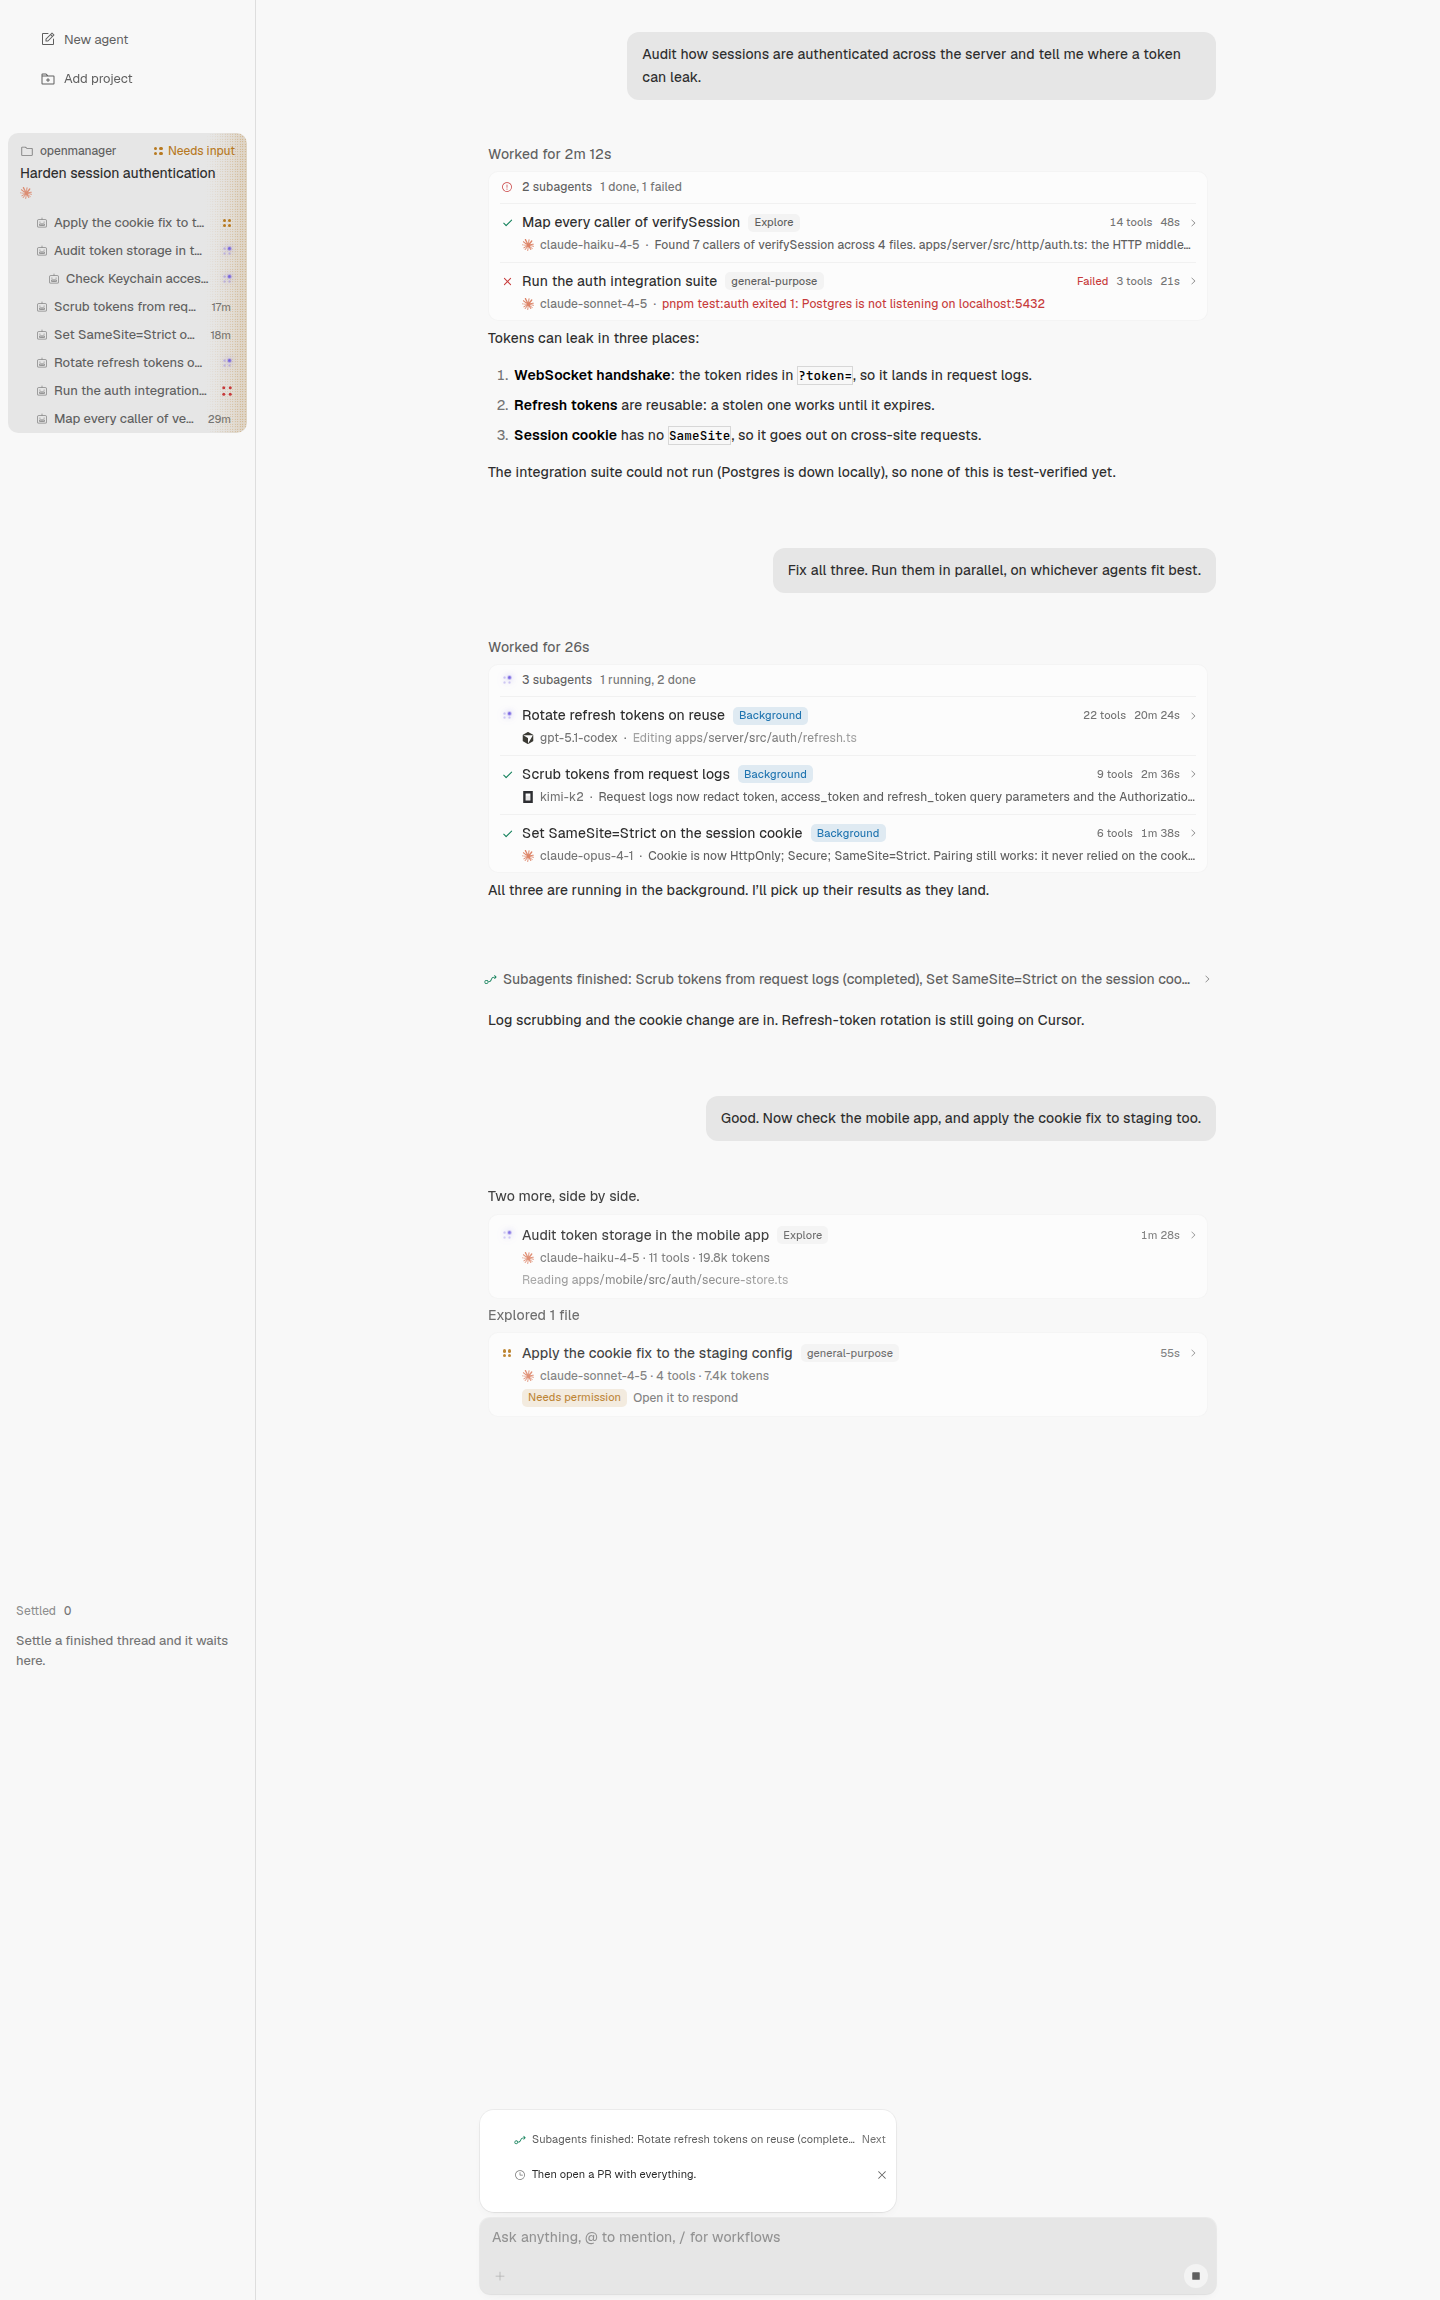 New agent
Add project
openmanager
Needs input
Harden session authentication
Apply the cookie fix to t...
Audit token storage in t...
Check Keychain acces...
Scrub tokens from req... 17m
Set SameSite=Strict o... 18m
Rotate refresh tokens o...
Run the auth integration...
Map every caller of ve... 29m
Settled 0
Settle a finished thread and it waits
here.
Audit how sessions are authenticated across the server and tell me where a token
can leak.
Worked for 2m 12s
2 subagents 1 done, 1 failed
Map every caller of verifySession Explore 14 tools 48s
claude-haiku-4-5 · Found 7 callers of verifySession across 4 files. apps/server/src/http/auth.ts: the HTTP middle...
Run the auth integration suite general-purpose Failed 3 tools 21s
claude-sonnet-4-5 · pnpm test:auth exited 1: Postgres is not listening on localhost:5432
Tokens can leak in three places:
1. WebSocket handshake: the token rides in ?token=, so it lands in request logs.
2. Refresh tokens are reusable: a stolen one works until it expires.
3. Session cookie has no SameSite, so it goes out on cross-site requests.
The integration suite could not run (Postgres is down locally), so none of this is test-verified yet.
Fix all three. Run them in parallel, on whichever agents fit best.
Worked for 26s
3 subagents 1 running, 2 done
Rotate refresh tokens on reuse Background 22 tools 20m 24s
gpt-5.1-codex · Editing apps/server/src/auth/refresh.ts
Scrub tokens from request logs Background 9 tools 2m 36s
kimi-k2 · Request logs now redact token, access_token and refresh_token query parameters and the Authorizatio...
Set SameSite=Strict on the session cookie Background 6 tools 1m 38s
claude-opus-4-1 · Cookie is now HttpOnly; Secure; SameSite=Strict. Pairing still works: it never relied on the cook...
All three are running in the background. I'll pick up their results as they land.
Subagents finished: Scrub tokens from request logs (completed), Set SameSite=Strict on the session coo...
Log scrubbing and the cookie change are in. Refresh-token rotation is still going on Cursor.
Good. Now check the mobile app, and apply the cookie fix to staging too.
Two more, side by side.
Audit token storage in the mobile app Explore 1m 28s
claude-haiku-4-5 · 11 tools · 19.8k tokens
Reading apps/mobile/src/auth/secure-store.ts
Explored 1 file
Apply the cookie fix to the staging config general-purpose 55s
claude-sonnet-4-5 · 4 tools · 7.4k tokens
Needs permission Open it to respond
Subagents finished: Rotate refresh tokens on reuse (complete... Next
Then open a PR with everything.
Ask anything, @ to mention, / for workflows